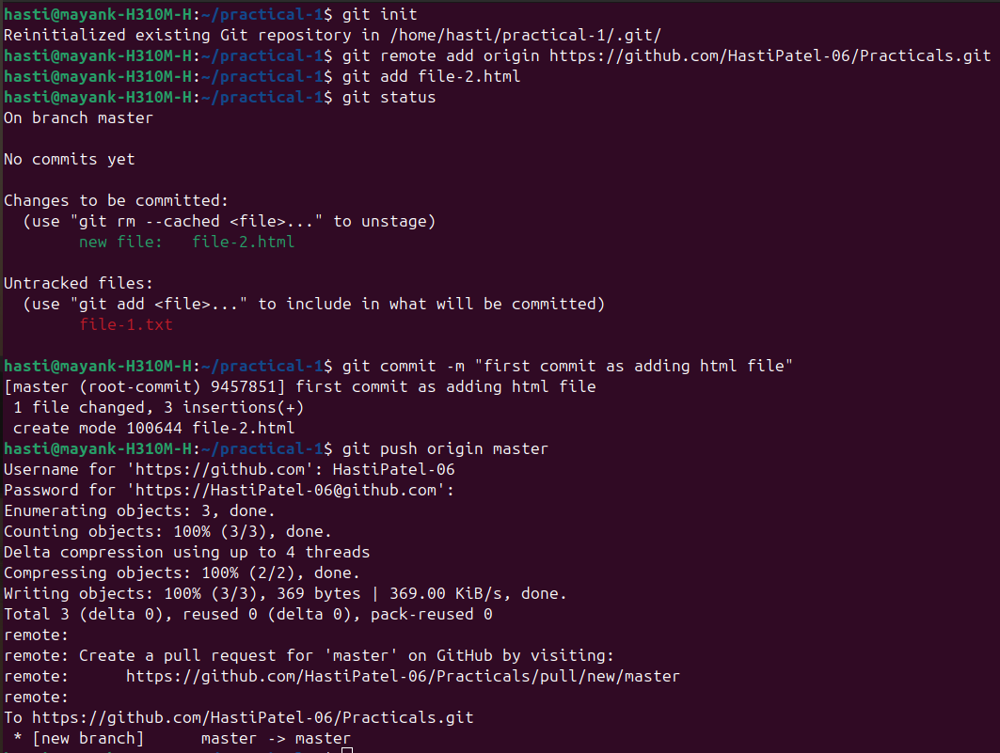 hasti@mayank-H310M-H:~/practical-1$ git init
Reinitialized existing Git repository in /home/hasti/practical-1/.git/
hasti@mayank-H310M-H:~/practical-1$ git remote add origin https://github.com/HastiPatel-06/Practicals.git
hasti@mayank-H310M-H:~/practical-1$ git add file-2.html
hasti@mayank-H310M-H:~/practical-1$ git status
On branch master

No commits yet

Changes to be committed:
  (use "git rm --cached <file>..." to unstage)
        new file:   file-2.html

Untracked files:
  (use "git add <file>..." to include in what will be committed)
        file-1.txt

hasti@mayank-H310M-H:~/practical-1$ git commit -m "first commit as adding html file"
[master (root-commit) 9457851] first commit as adding html file
 1 file changed, 3 insertions(+)
 create mode 100644 file-2.html
hasti@mayank-H310M-H:~/practical-1$ git push origin master
Username for 'https://github.com': HastiPatel-06
Password for 'https://HastiPatel-06@github.com':
Enumerating objects: 3, done.
Counting objects: 100% (3/3), done.
Delta compression using up to 4 threads
Compressing objects: 100% (2/2), done.
Writing objects: 100% (3/3), 369 bytes | 369.00 KiB/s, done.
Total 3 (delta 0), reused 0 (delta 0), pack-reused 0
remote:
remote: Create a pull request for 'master' on GitHub by visiting:
remote:      https://github.com/HastiPatel-06/Practicals/pull/new/master
remote:
To https://github.com/HastiPatel-06/Practicals.git
 * [new branch]      master -> master